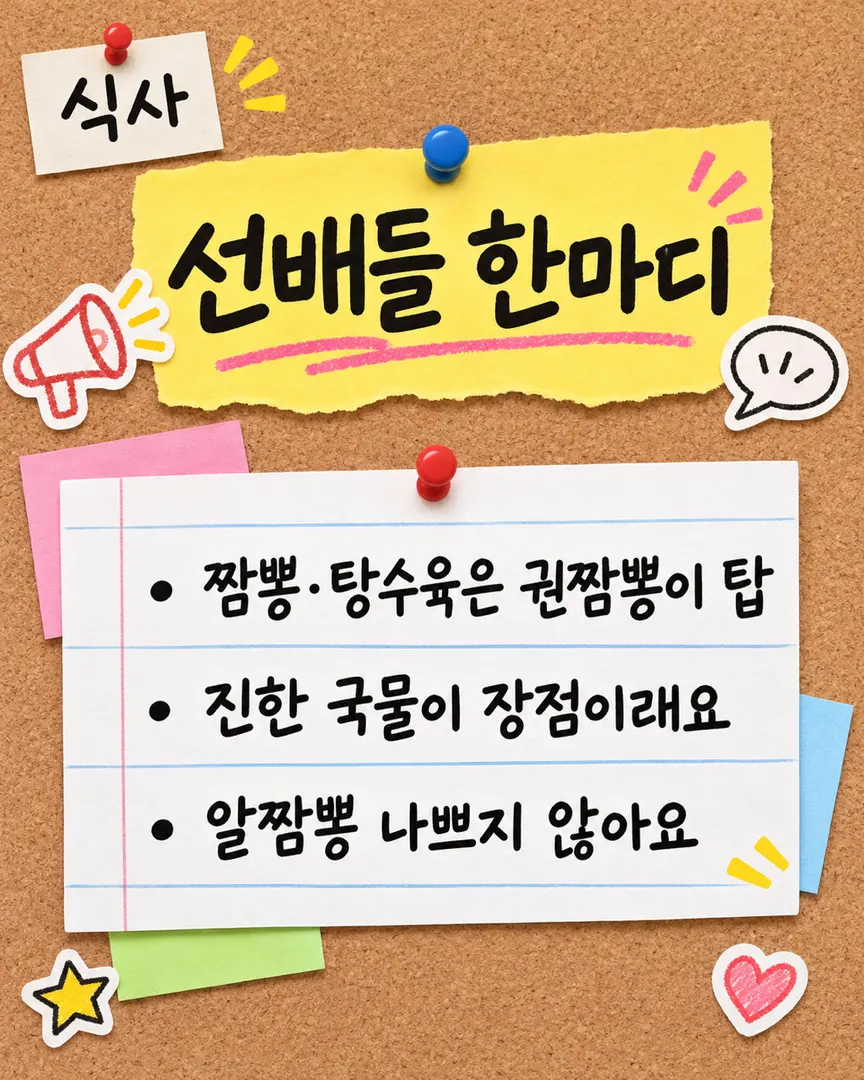 식사
선배들 한마디
• 짬뽕·탕수육은 권짬뽕이 탑
• 진한 국물이 장점이래요
• 알짬뽕 나쁘지 않아요